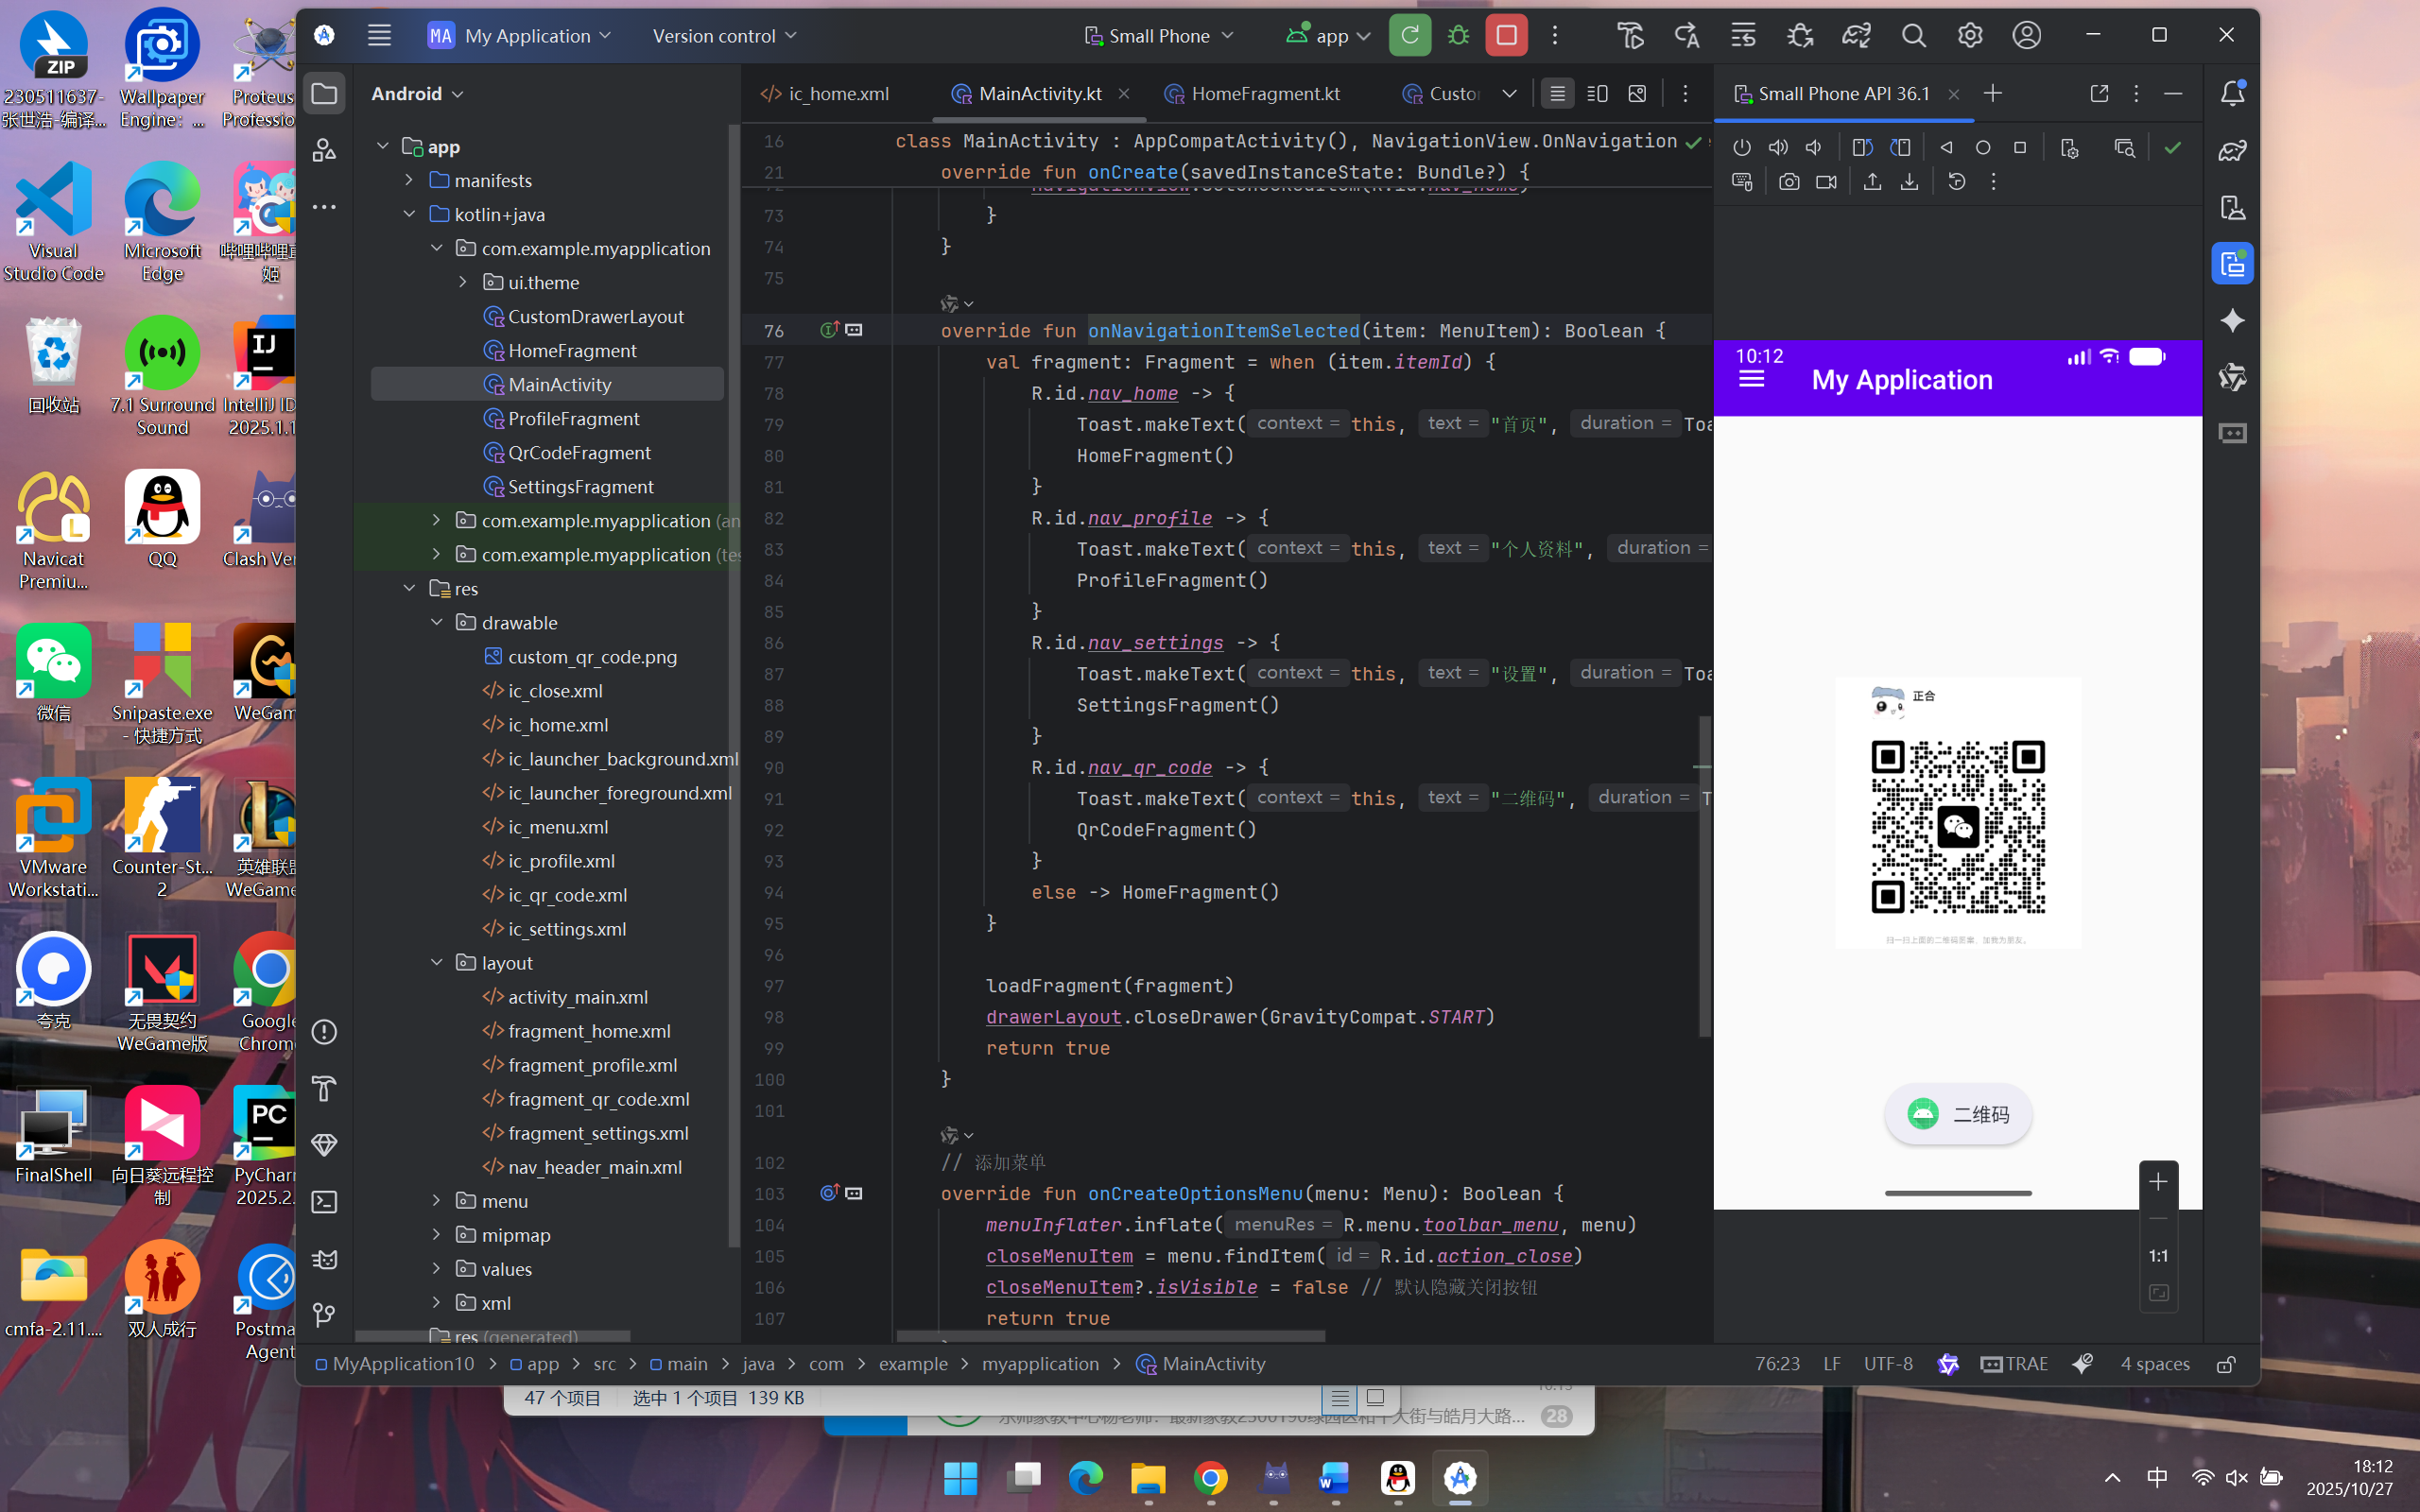 230511637-
张世浩-编译...
Wallpaper
Engine：...
Proteus
Professio
Visual
Studio Code
Microsoft
Edge
哔哩哔哩直
姬
回收站
7.1 Surround
Sound
IntelliJ ID
2025.1.1
Navicat
Premiu...
QQ
Clash Ver
微信
Snipaste.exe
- 快捷方式
WeGam
VMware
Workstati...
Counter-St...
2
英雄联盟
WeGame
夸克
无畏契约
WeGame版
Google
Chrom
FinalShell
向日葵远程控
制
PyCharm
2025.2.
cmfa-2.11....
双人成行
Postma
Agent
MA My Application
Version control
Small Phone
app
Android
app
manifests
kotlin+java
com.example.myapplication
ui.theme
CustomDrawerLayout
HomeFragment
MainActivity
ProfileFragment
QrCodeFragment
SettingsFragment
com.example.myapplication (an
com.example.myapplication (tes
res
drawable
custom_qr_code.png
ic_close.xml
ic_home.xml
ic_launcher_background.xml
ic_launcher_foreground.xml
ic_menu.xml
ic_profile.xml
ic_qr_code.xml
ic_settings.xml
layout
activity_main.xml
fragment_home.xml
fragment_profile.xml
fragment_qr_code.xml
fragment_settings.xml
nav_header_main.xml
menu
mipmap
values
xml
res (generated)
ic_home.xml MainActivity.kt HomeFragment.kt Custo
16 class MainActivity : AppCompatActivity(), NavigationView.OnNavigation
21 override fun onCreate(savedInstanceState: Bundle?) {
72 navigationView.setCheckedItem(R.id.nav_home)
73 }
74 }
75
76 override fun onNavigationItemSelected(item: MenuItem): Boolean {
77 val fragment: Fragment = when (item.itemId) {
78 R.id.nav_home -> {
79 Toast.makeText( context = this, text = "首页", duration = Toa
80 HomeFragment()
81 }
82 R.id.nav_profile -> {
83 Toast.makeText( context = this, text = "个人资料", duration =
84 ProfileFragment()
85 }
86 R.id.nav_settings -> {
87 Toast.makeText( context = this, text = "设置", duration = Toa
88 SettingsFragment()
89 }
90 R.id.nav_qr_code -> {
91 Toast.makeText( context = this, text = "二维码", duration = T
92 QrCodeFragment()
93 }
94 else -> HomeFragment()
95 }
96
97 loadFragment(fragment)
98 drawerLayout.closeDrawer(GravityCompat.START)
99 return true
100 }
101
102 // 添加菜单
103 override fun onCreateOptionsMenu(menu: Menu): Boolean {
104 menuInflater.inflate( menuRes = R.menu.toolbar_menu, menu)
105 closeMenuItem = menu.findItem( id = R.id.action_close)
106 closeMenuItem?.isVisible = false // 默认隐藏关闭按钮
107 return true
Small Phone API 36.1
10:12
My Application
正合
扫一扫上面的二维码图案，加我为朋友。
二维码
1:1
MyApplication10 > app > src > main > java > com > example > myapplication > MainActivity
76:23 LF UTF-8 TRAE 4 spaces
47 个项目 选中 1 个项目 139 KB
28
18:12
中
2025/10/27